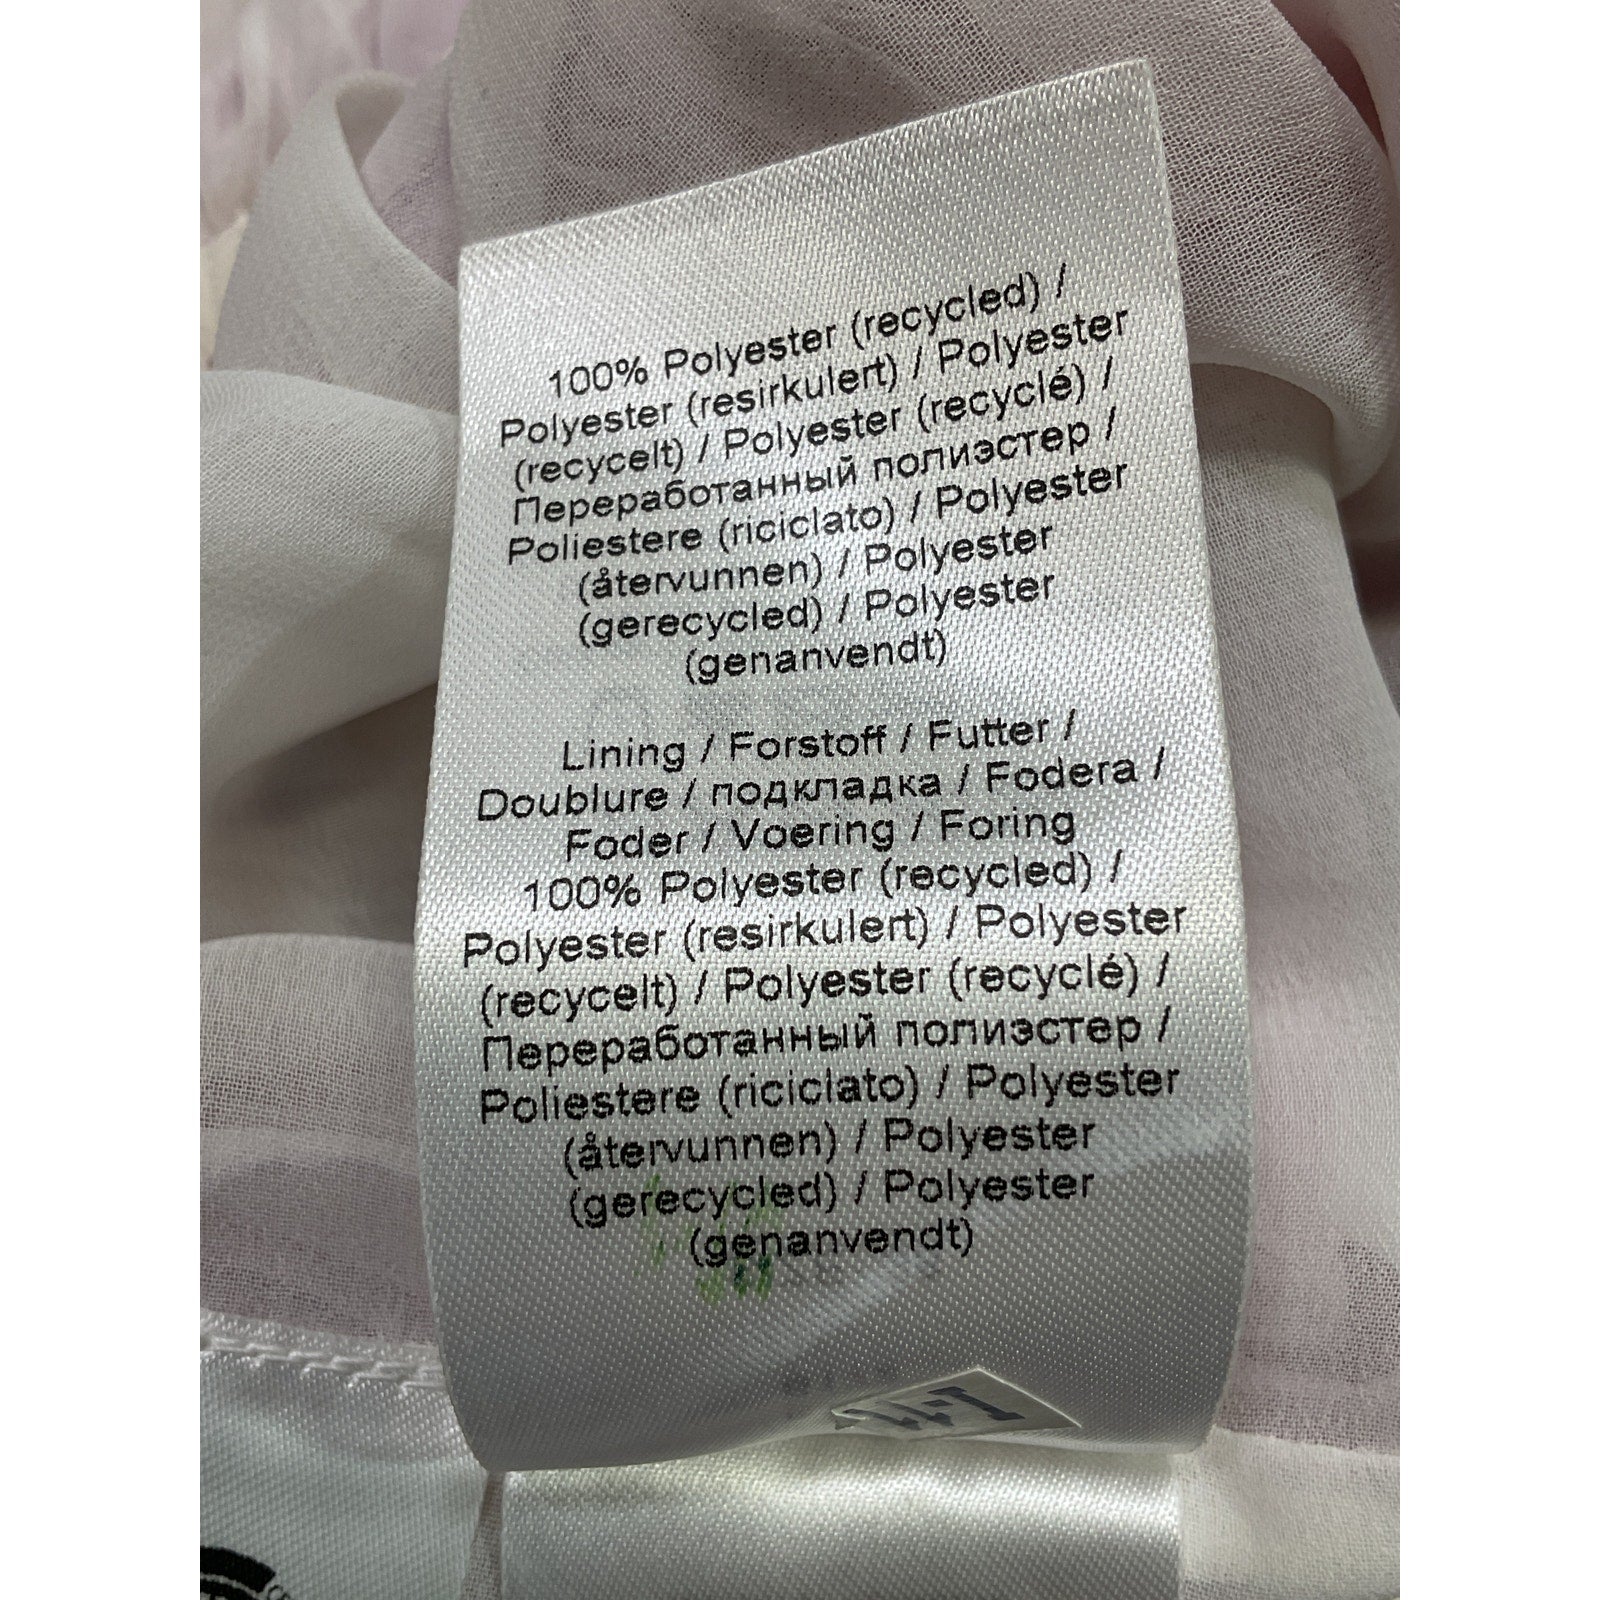 100% Polyester (recycled) /
Polyester (resirkulert) / Polyester
(recycelt) / Polyester (recyclé) /
Переработанный полиэстер /
Poliestere (riciclato) / Polyester
(återvunnen) / Polyester
(gerecycled) / Polyester
(genanvendt)
Lining / Forstoff / Futter /
Doublure / подкладка / Fodera /
Foder / Voering / Foring
100% Polyester (recycled) /
Polyester (resirkulert) / Polyester
(recycelt) / Polyester (recyclé) /
Переработанный полиэстер /
Poliestere (riciclato) / Polyester
(återvunnen) / Polyester
(gerecycled) / Polyester
(genanvendt)